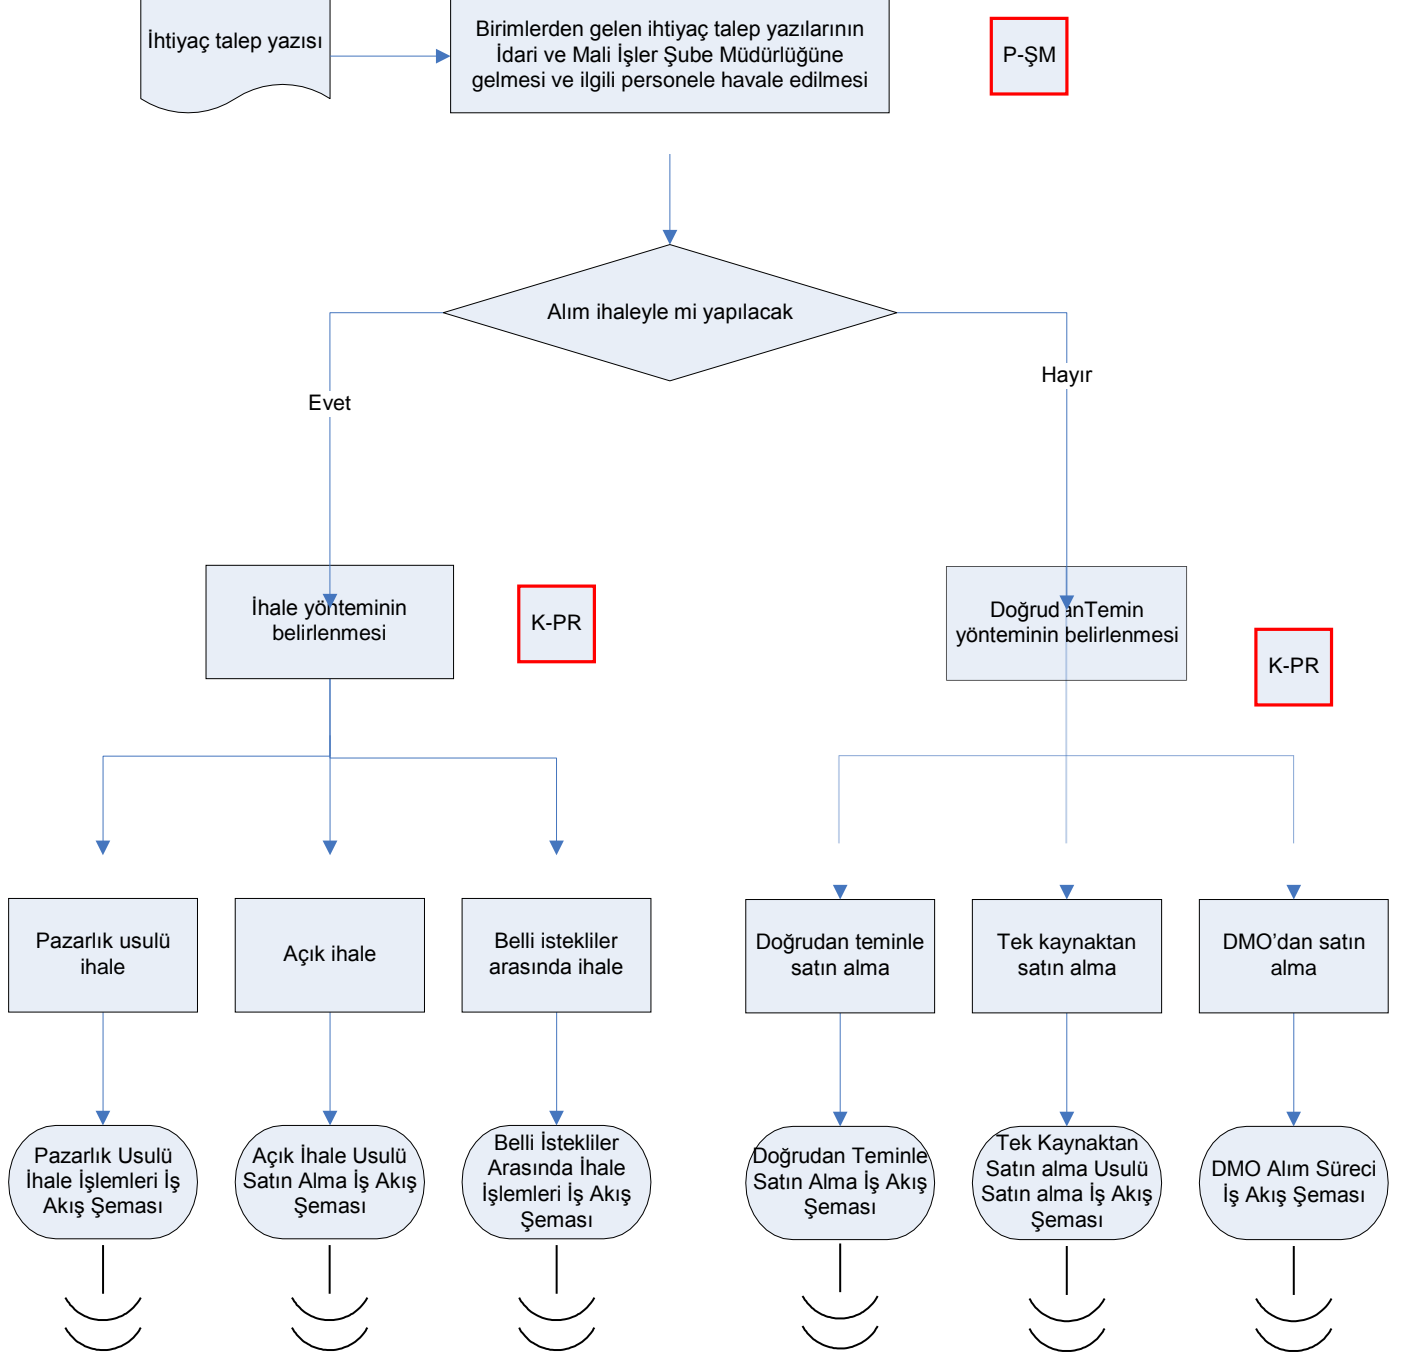 İhtiyaç talep yazısı
Birimlerden gelen ihtiyaç talep yazılarının
İdari ve Mali İşler Şube Müdürlüğüne
gelmesi ve ilgili personele havale edilmesi
P-ŞM
Alım ihaleyle mi yapılacak
Evet
Hayır
İhale yönteminin
belirlenmesi
K-PR
DoğrudanTemin
yönteminin belirlenmesi
K-PR
Pazarlık usulü
ihale
Açık ihale
Belli istekliler
arasında ihale
Doğrudan teminle
satın alma
Tek kaynaktan
satın alma
DMO’dan satın
alma
Pazarlık Usulü
İhale İşlemleri İş
Akış Şeması
Açık İhale Usulü
Satın Alma İş Akış
Şeması
Belli İstekliler
Arasında İhale
İşlemleri İş Akış
Şeması
Doğrudan Teminle
Satın Alma İş Akış
Şeması
Tek Kaynaktan
Satın alma Usulü
Satın alma İş Akış
Şeması
DMO Alım Süreci
İş Akış Şeması